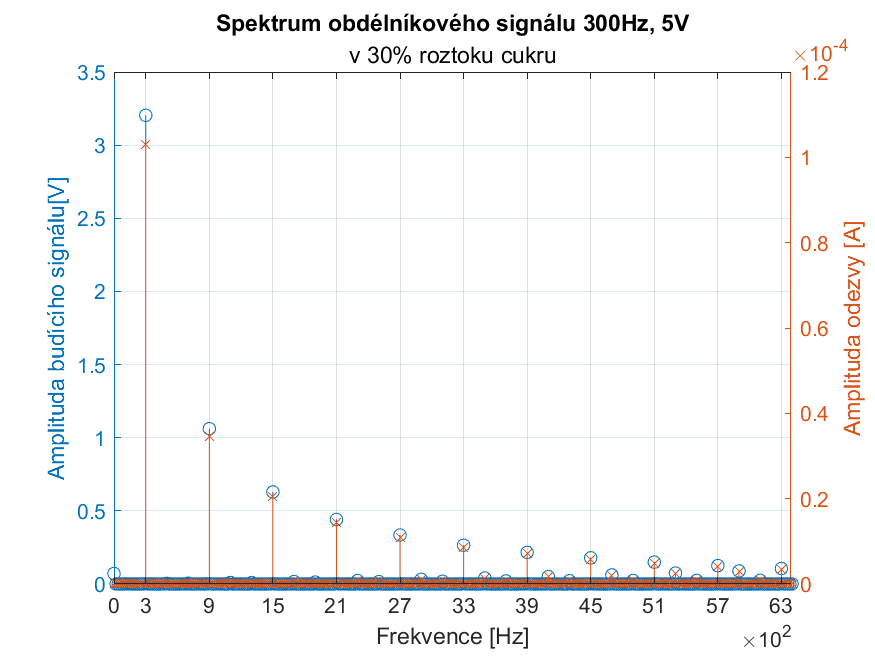 Spektrum obdélníkového signálu 300Hz, 5V
v 30% roztoku cukru
×10⁻⁴
3.5
3
2.5
2
1.5
1
0.5
0
Amplituda budícího signálu[V]
1.2
1
0.8
0.6
0.4
0.2
0
Amplituda odezvy [A]
0 3 9 15 21 27 33 39 45 51 57 63
Frekvence [Hz]
×10²